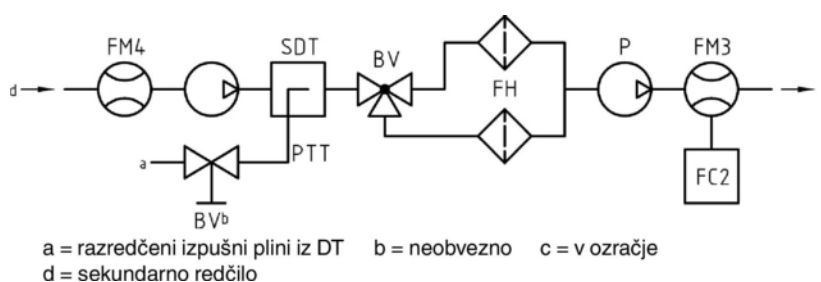 FM4 SDT BV P FM3
d FH
a PTT
BVb FC2
a = razredčeni izpušni plini iz DT b = neobvezno c = v ozračje
d = sekundarno redčilo